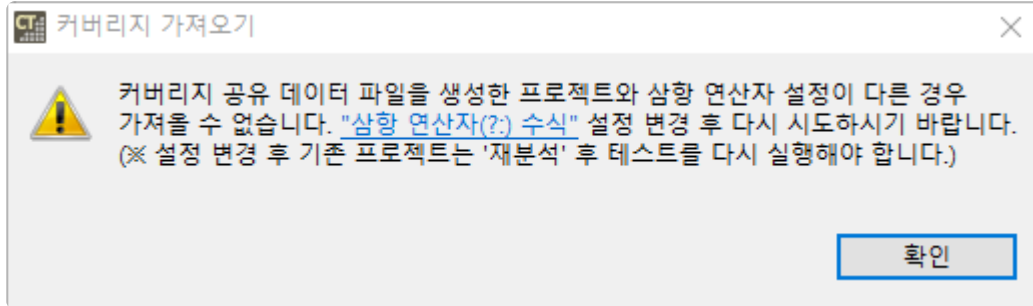 CT 커버리지 가져오기
커버리지 공유 데이터 파일을 생성한 프로젝트와 삼항 연산자 설정이 다른 경우
가져올 수 없습니다. "삼항 연산자(?:) 수식" 설정 변경 후 다시 시도하시기 바랍니다.
(※ 설정 변경 후 기존 프로젝트는 '재분석' 후 테스트를 다시 실행해야 합니다.)
확인